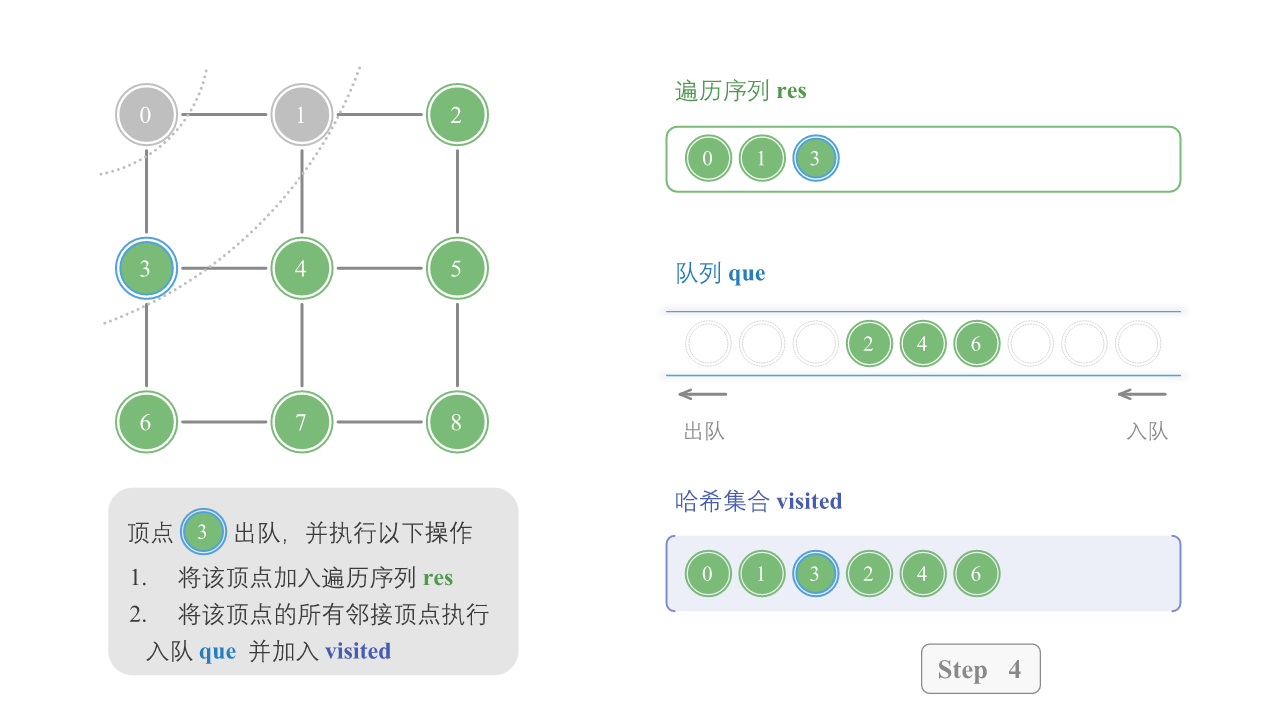 0 1 2
3 4 5
6 7 8
顶点 3 出队，并执行以下操作
1. 将该顶点加入遍历序列 res
2. 将该顶点的所有邻接顶点执行
入队 que 并加入 visited
遍历序列 res
0 1 3
队列 que
2 4 6
出队 入队
哈希集合 visited
0 1 3 2 4 6
Step 4